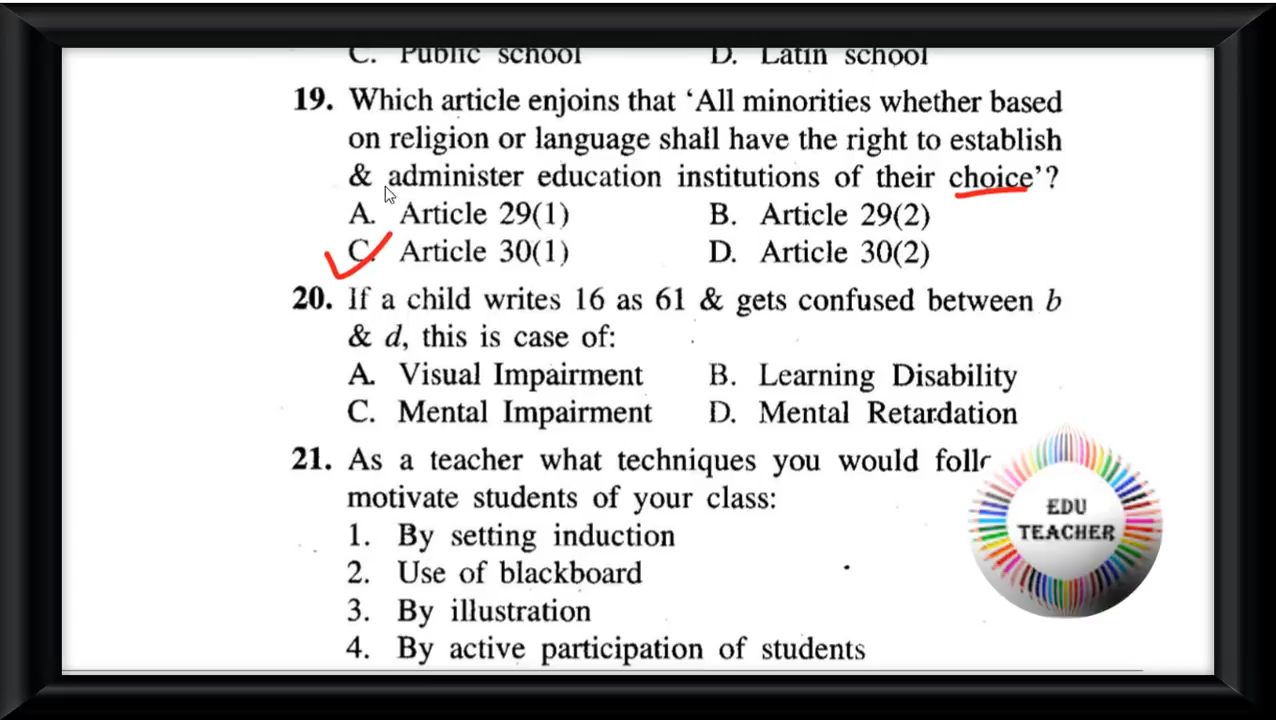 C. Public school D. Latin school
19. Which article enjoins that ‘All minorities whether based
on religion or language shall have the right to establish
& administer education institutions of their choice’?
A. Article 29(1) B. Article 29(2)
C. Article 30(1) D. Article 30(2)
20. If a child writes 16 as 61 & gets confused between b
& d, this is case of:
A. Visual Impairment B. Learning Disability
C. Mental Impairment D. Mental Retardation
21. As a teacher what techniques you would
motivate students of your class:
1. By setting induction
2. Use of blackboard
3. By illustration
4. By active participation of students
EDU
TEACHER